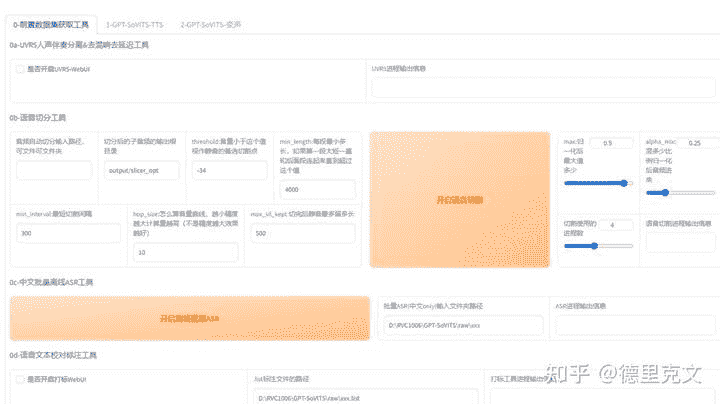 0-前置数据集获取工具
1-GPT-SoVITS-TTS
2-GPT-SoVITS-变声
0a-UVR5人声伴奏分离&去混响去延迟工具
是否开启UVR5-WebUI
UVR5进程输出信息
0b-语音切分工具
音频自动切分输入路径，
可文件可文件夹
切分后的子音频的输出根
目录
output/slicer_opt
threshold:音量小于这个值
视作静音的备选切割点
-34
min_length:每段最小多
长，如果第一段太短一直
和后面段连起来直到超过
这个值
4000
开启语音切割
max:归
一化后
最大值
多少
0.9
alpha_mix:
混多少比
例归一化
后音频进
来
0.25
min_interval:最短切割间隔
300
hop_size:怎么算音量曲线，越小精度
越大计算量越高（不是精度越大效果
越好）
10
max_sil_kept:切完后静音最多留多长
500
切割使用的
进程数
4
语音切割进程输出信息
0c-中文批量离线ASR工具
开启离线批量ASR
批量ASR(中文only)输入文件夹路径
D:\RVC1006\GPT-SoVITS\raw\xxx
ASR进程输出信息
0d-语音文本校对标注工具
是否开启打标WebUI
.list标注文件的路径
D:\RVC1006\GPT-SoVITS\raw\xxx.list
打标工具进程输出信息
知乎 @德里克文